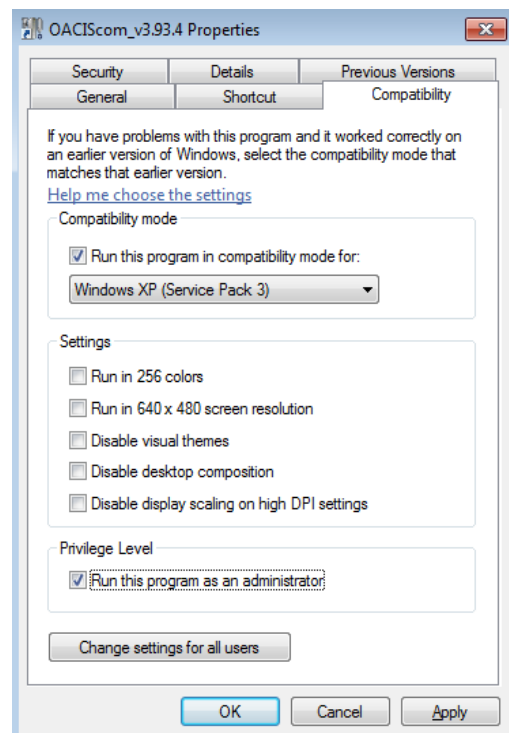 OACIScom_v3.93.4 Properties
Security Details Previous Versions
General Shortcut Compatibility
If you have problems with this program and it worked correctly on
an earlier version of Windows, select the compatibility mode that
matches that earlier version.
Help me choose the settings
Compatibility mode
Run this program in compatibility mode for:
Windows XP (Service Pack 3)
Settings
Run in 256 colors
Run in 640 x 480 screen resolution
Disable visual themes
Disable desktop composition
Disable display scaling on high DPI settings
Privilege Level
Run this program as an administrator
Change settings for all users
OK Cancel Apply